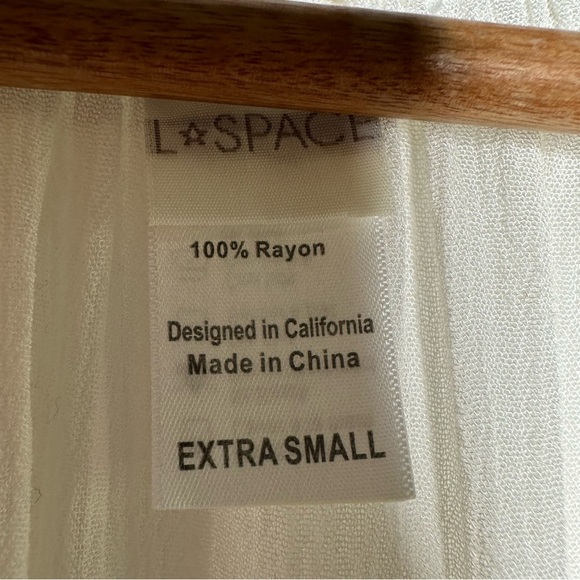 L☆SPACE
100% Rayon
Designed in California
Made in China
EXTRA SMALL